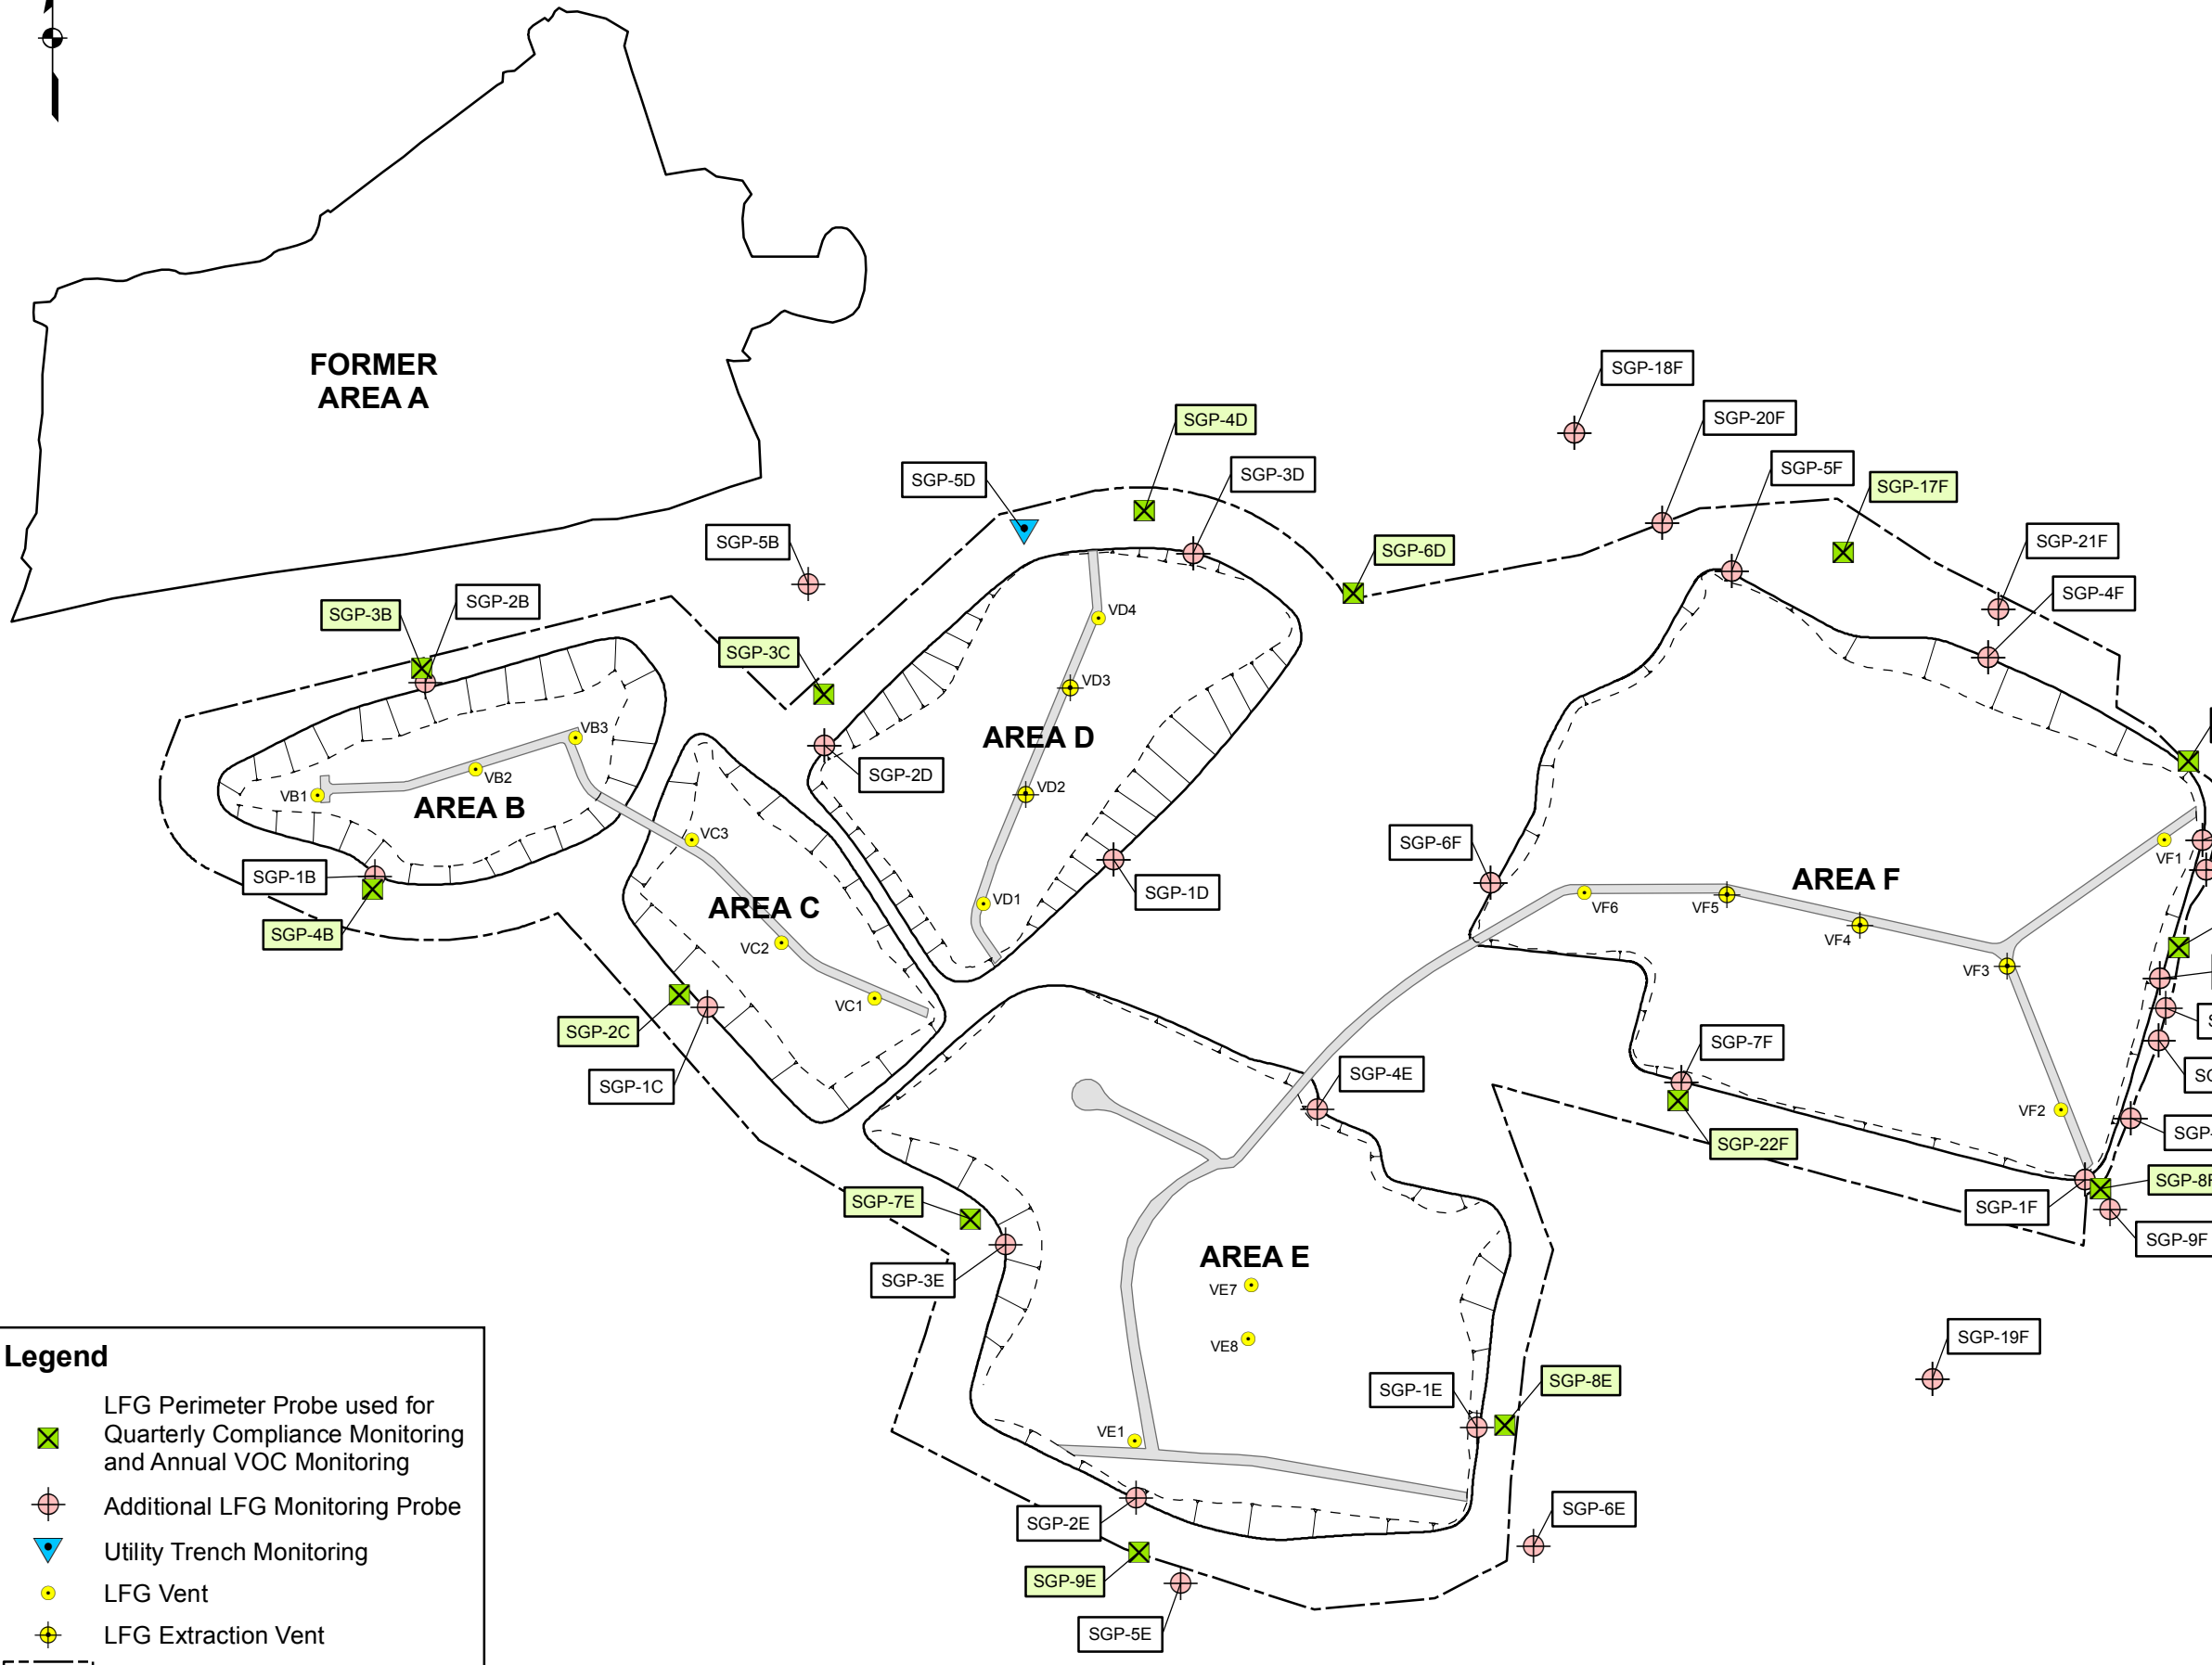 FORMER
AREA A
SGP-18F
SGP-20F
SGP-4D
SGP-5F
SGP-3D
SGP-5D
SGP-17F
SGP-5B
SGP-21F
SGP-6D
SGP-4F
SGP-2B
SGP-3B
VD4
SGP-3C
VD3
VB3
AREA D
SGP-2D
VB2
VD2
VB1
AREA B
VC3
SGP-6F
VF1
SGP-1B
AREA F
SGP-1D
VD1
VF6
VF5
AREA C
SGP-4B
VF4
VC2
VF3
VC1
SGP-2C
SGP-7F
SGP-4E
SGP-1C
VF2
SGP-22F
SGP-7E
SGP-1F
SGP-9F
AREA E
SGP-3E
VE7
SGP-19F
VE8
SGP-8E
SGP-1E
VE1
SGP-6E
SGP-2E
SGP-9E
SGP-5E
Legend
LFG Perimeter Probe used for
Quarterly Compliance Monitoring
and Annual VOC Monitoring
Additional LFG Monitoring Probe
Utility Trench Monitoring
LFG Vent
LFG Extraction Vent